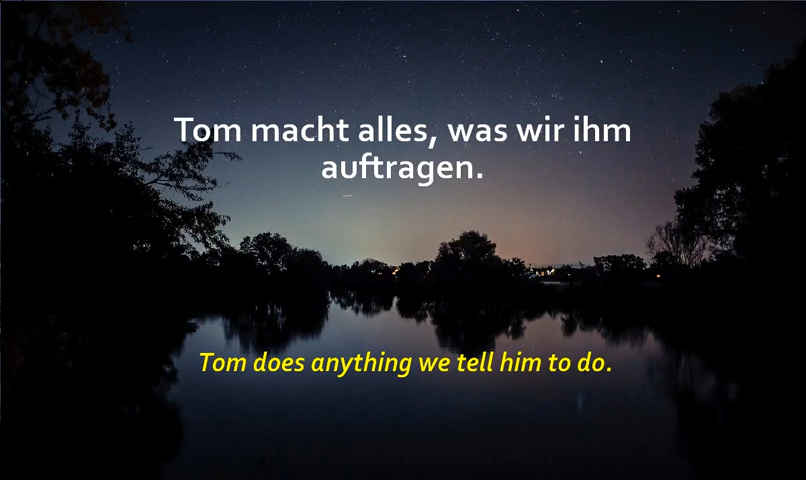 Tom macht alles, was wir ihm
auftragen.
Tom does anything we tell him to do.